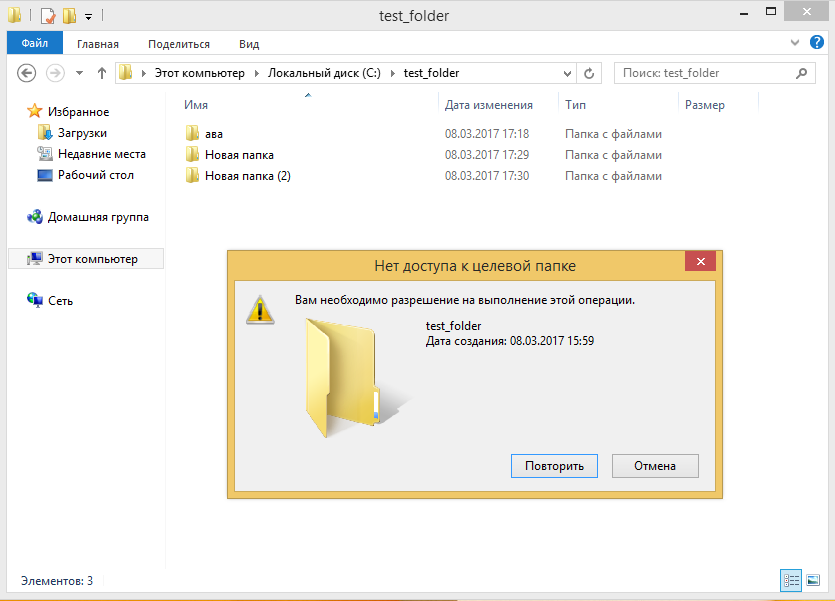 test_folder
Файл Главная Поделиться Вид
Этот компьютер Локальный диск (C:) test_folder Поиск: test_folder
Избранное
Загрузки
Недавние места
Рабочий стол
Домашняя группа
Этот компьютер
Сеть
Имя Дата изменения Тип Размер
ава 08.03.2017 17:18 Папка с файлами
Новая папка 08.03.2017 17:29 Папка с файлами
Новая папка (2) 08.03.2017 17:30 Папка с файлами
Нет доступа к целевой папке
Вам необходимо разрешение на выполнение этой операции.
test_folder
Дата создания: 08.03.2017 15:59
Повторить Отмена
Элементов: 3